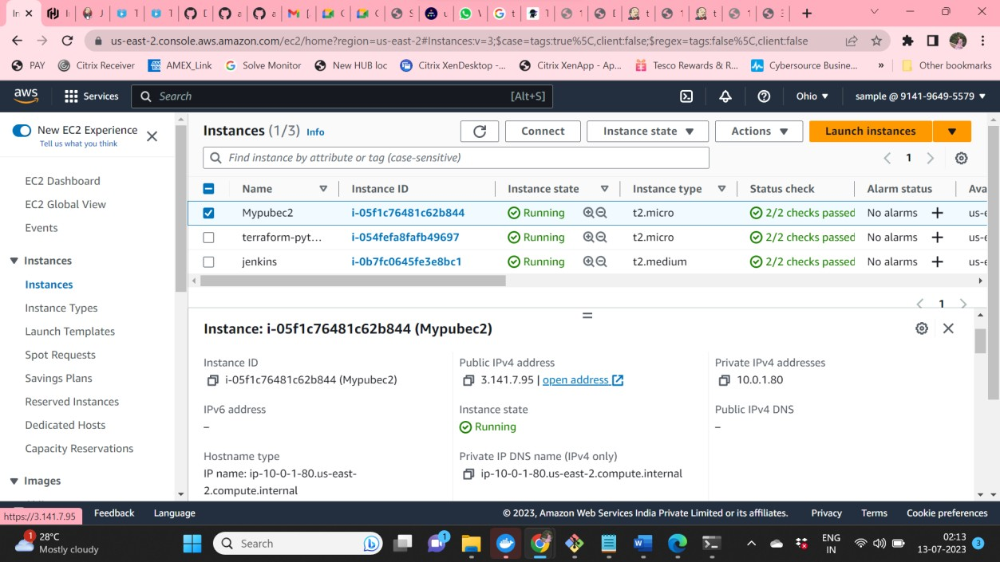 us-east-2.console.aws.amazon.com/ec2/home?region=us-east-2#Instances:v=3;$case=tags:true%5C,client:false;$regex=tags:false%5C,client:false
PAY Citrix Receiver AMEX_Link Solve Monitor New HUB loc Citrix XenDesktop -... Citrix XenApp - Ap... Tesco Rewards & R... Cybersource Busine... » Other bookmarks
aws Services Search [Alt+S] Ohio ▼ sample @ 9141-9649-5579 ▼
New EC2 Experience
Tell us what you think
EC2 Dashboard
EC2 Global View
Events
Instances
Instances
Instance Types
Launch Templates
Spot Requests
Savings Plans
Reserved Instances
Dedicated Hosts
Capacity Reservations
Images
Instances (1/3) Info Connect Instance state ▼ Actions ▼ Launch instances ▼
Find instance by attribute or tag (case-sensitive) 1
Name Instance ID Instance state Instance type Status check Alarm status Ava
Mypubec2 i-05f1c76481c62b844 Running t2.micro 2/2 checks passed No alarms + us-e
terraform-pyt... i-054fefa8fafb49697 Running t2.micro 2/2 checks passed No alarms + us-e
jenkins i-0b7fc0645fe3e8bc1 Running t2.medium 2/2 checks passed No alarms + us-e
1
Instance: i-05f1c76481c62b844 (Mypubec2)
Instance ID Public IPv4 address Private IPv4 addresses
i-05f1c76481c62b844 (Mypubec2) 3.141.7.95 | open address 10.0.1.80
IPv6 address Instance state Public IPv4 DNS
– Running –
Hostname type Private IP DNS name (IPv4 only)
IP name: ip-10-0-1-80.us-east-2.compute.internal ip-10-0-1-80.us-east-2.compute.internal
https://3.141.7.95 Feedback Language © 2023, Amazon Web Services India Private Limited or its affiliates. Privacy Terms Cookie preferences
1 28°C
Mostly cloudy
Search
1
ENG
IN
02:13
13-07-2023
3